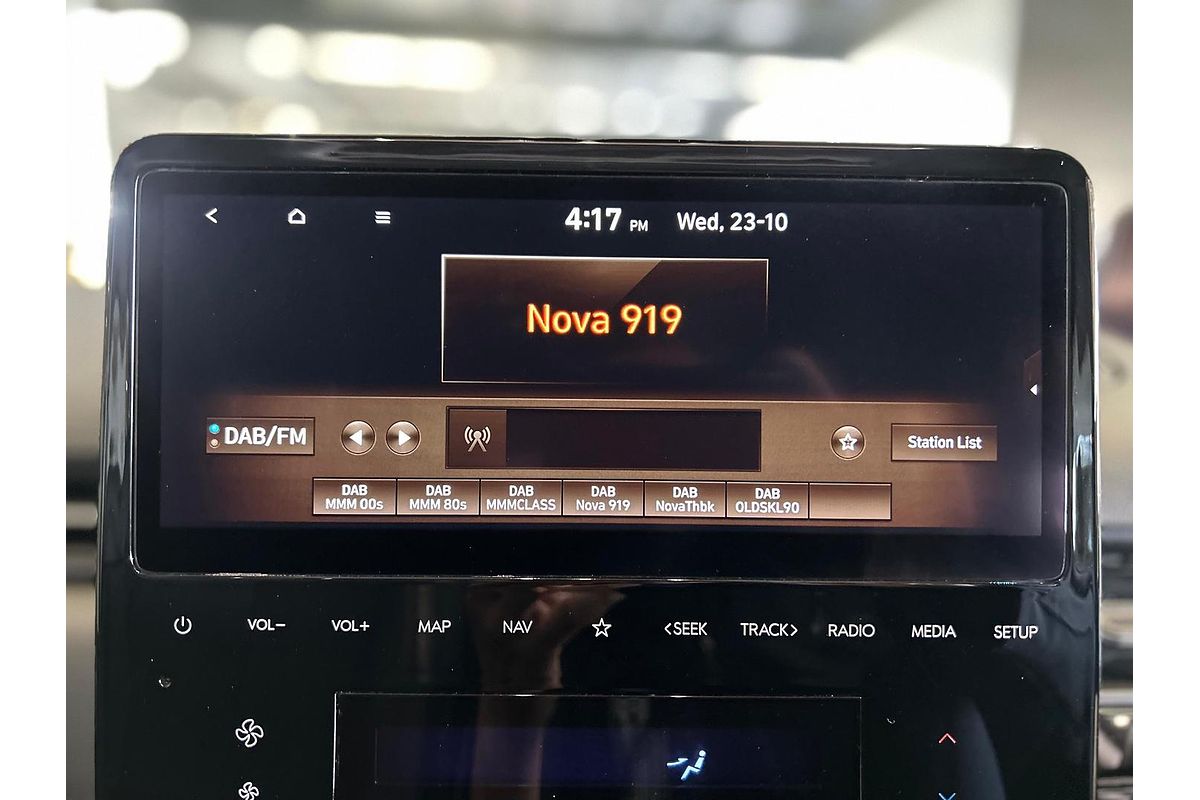 4:17 PM Wed, 23-10
Nova 919
DAB/FM
Station List
DAB DAB DAB DAB DAB DAB
MMM 00s MMM 80s MMMCLASS Nova 919 NovaThbk OLDSKL90
VOL− VOL+ MAP NAV <SEEK TRACK> RADIO MEDIA SETUP